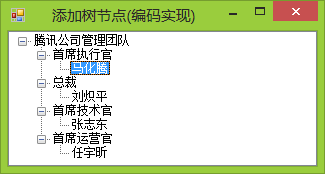 添加树节点(编码实现)
腾讯公司管理团队
首席执行官
马化腾
总裁
刘炽平
首席技术官
张志东
首席运营官
任宇昕